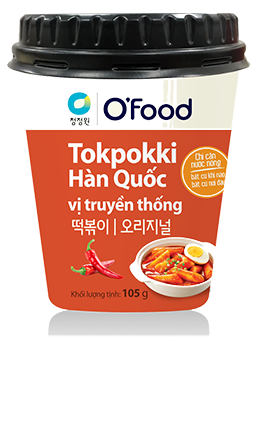 청정원
O'Food
Tokpokki
Hàn Quốc
vị truyền thống
떡볶이 | 오리지널
Chỉ cần
nước nóng
bất cứ khi nào
bất cứ nơi đâu
Khối lượng tịnh: 105 g